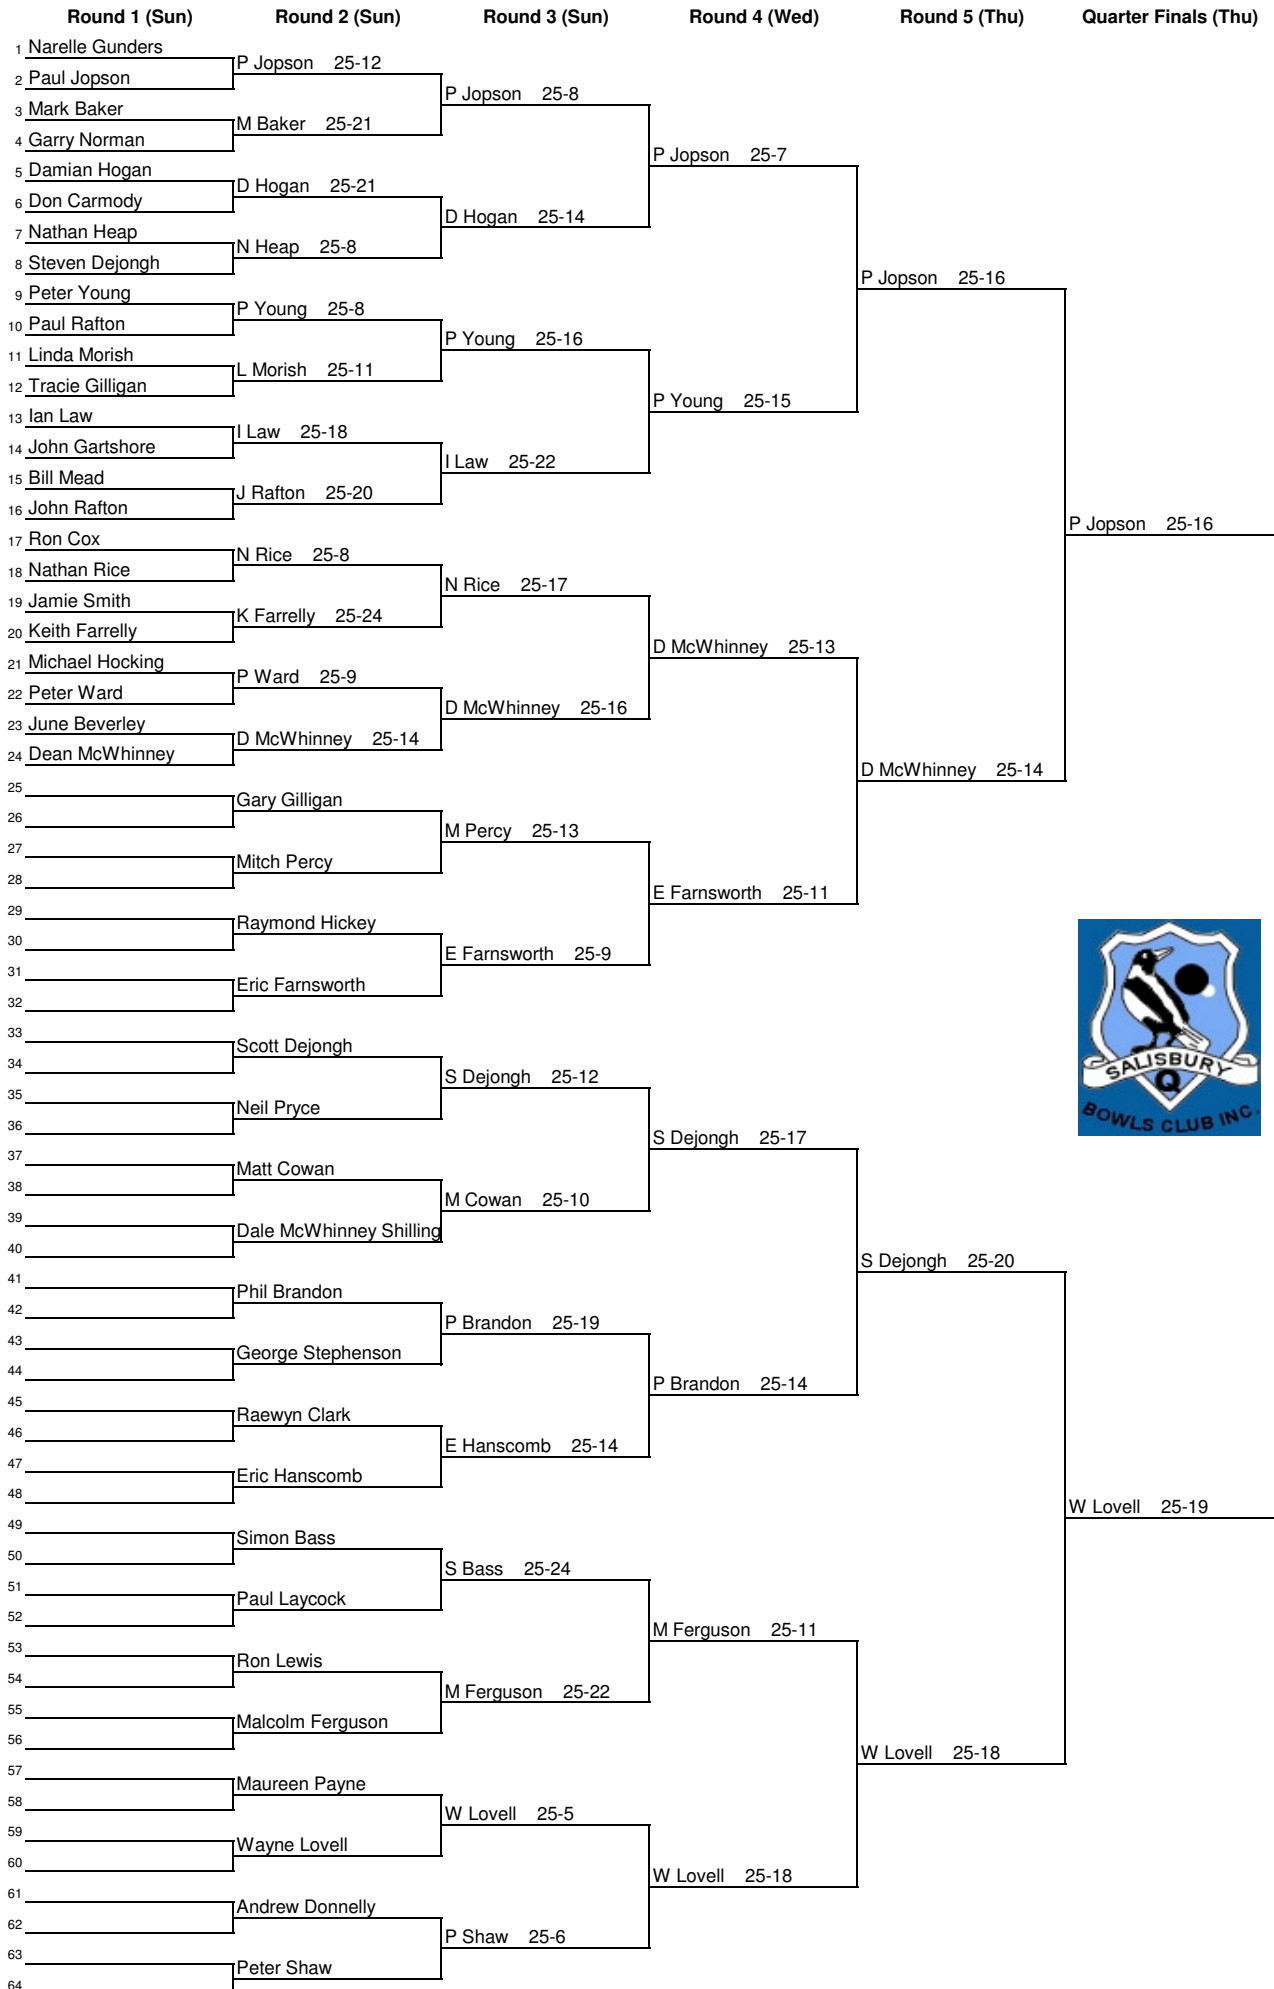 Round 1 (Sun) Round 2 (Sun) Round 3 (Sun) Round 4 (Wed) Round 5 (Thu) Quarter Finals (Thu)
1 Narelle Gunders
P Jopson 25-12
2 Paul Jopson
P Jopson 25-8
3 Mark Baker
M Baker 25-21
4 Garry Norman
P Jopson 25-7
5 Damian Hogan
D Hogan 25-21
6 Don Carmody
D Hogan 25-14
7 Nathan Heap
N Heap 25-8
8 Steven Dejongh
P Jopson 25-16
9 Peter Young
P Young 25-8
10 Paul Rafton
P Young 25-16
11 Linda Morish
L Morish 25-11
12 Tracie Gilligan
P Young 25-15
13 Ian Law
I Law 25-18
14 John Gartshore
I Law 25-22
15 Bill Mead
J Rafton 25-20
16 John Rafton
P Jopson 25-16
17 Ron Cox
N Rice 25-8
18 Nathan Rice
N Rice 25-17
19 Jamie Smith
K Farrelly 25-24
20 Keith Farrelly
D McWhinney 25-13
21 Michael Hocking
P Ward 25-9
22 Peter Ward
D McWhinney 25-16
23 June Beverley
D McWhinney 25-14
24 Dean McWhinney
D McWhinney 25-14
25
Gary Gilligan
26
M Percy 25-13
27
Mitch Percy
28
E Farnsworth 25-11
29
Raymond Hickey
30
E Farnsworth 25-9
31
Eric Farnsworth
32
33
Scott Dejongh
34
S Dejongh 25-12
35
Neil Pryce
36
S Dejongh 25-17
37
Matt Cowan
38
M Cowan 25-10
39
Dale McWhinney Shilling
40
S Dejongh 25-20
41
Phil Brandon
42
P Brandon 25-19
43
George Stephenson
44
P Brandon 25-14
45
Raewyn Clark
46
E Hanscomb 25-14
47
Eric Hanscomb
48
W Lovell 25-19
49
Simon Bass
50
S Bass 25-24
51
Paul Laycock
52
M Ferguson 25-11
53
Ron Lewis
54
M Ferguson 25-22
55
Malcolm Ferguson
56
W Lovell 25-18
57
Maureen Payne
58
W Lovell 25-5
59
Wayne Lovell
60
W Lovell 25-18
61
Andrew Donnelly
62
P Shaw 25-6
63
Peter Shaw
64
SALISBURY
Q
BOWLS CLUB INC.